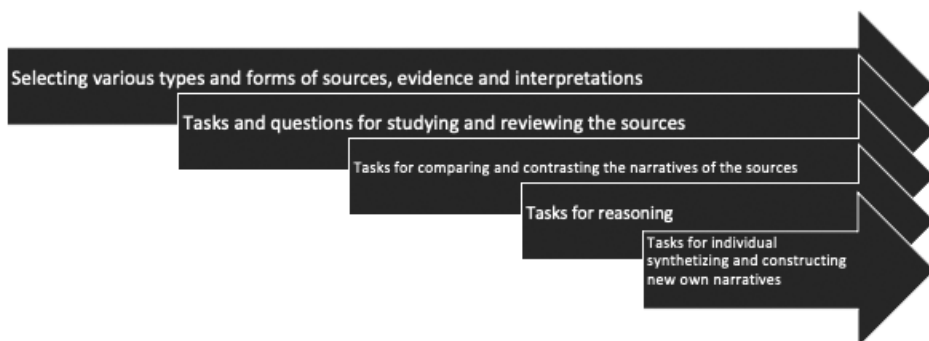 Selecting various types and forms of sources, evidence and interpretations
Tasks and questions for studying and reviewing the sources
Tasks for comparing and contrasting the narratives of the sources
Tasks for reasoning
Tasks for individual
synthetizing and constructing
new own narratives